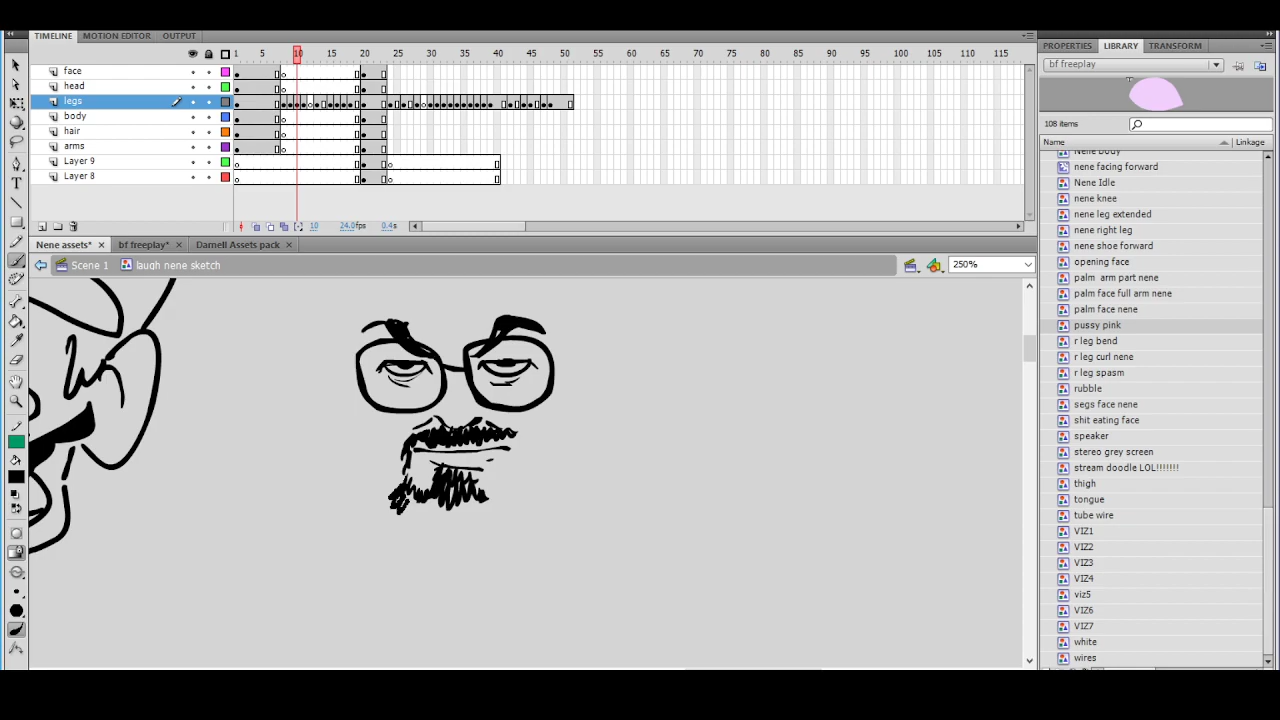 TIMELINE MOTION EDITOR OUTPUT
1 5 10 15 20 25 30 35 40 45 50 55 60 65 70 75 80 85 90 95 100 105 110 115
face
head
legs
body
hair
arms
Layer 9
Layer 8
10 24.0fps 0.4s
Nene assets* × bf freeplay* × Darnell Assets pack ×
Scene 1 laugh nene sketch 250%
PROPERTIES LIBRARY TRANSFORM
bf freeplay
108 items
Name Linkage
Nene Body
nene facing forward
Nene Idle
nene knee
nene leg extended
nene right leg
nene shoe forward
opening face
palm arm part nene
palm face full arm nene
palm face nene
pussy pink
r leg bend
r leg curl nene
r leg spasm
rubble
segs face nene
shit eating face
speaker
stereo grey screen
stream doodle LOL!!!!!!!
thigh
tongue
tube wire
VIZ1
VIZ2
VIZ3
VIZ4
viz5
VIZ6
VIZ7
white
wires